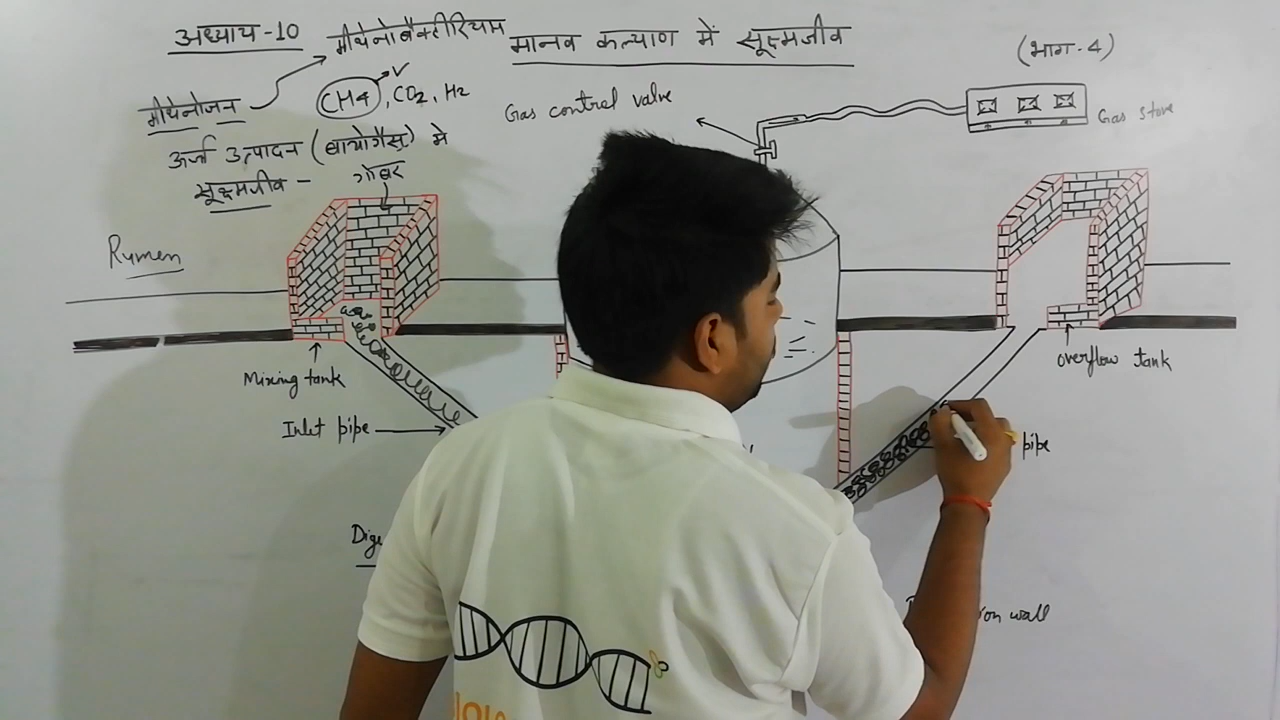 अध्याय-10
मानव कल्याण में सूक्ष्मजीव
(भाग-4)
मीथेनोबैक्टीरियम
मीथेनोजन
CH4, CO2, H2
ऊर्जा उत्पादन (बायोगैस) मे
सूक्ष्मजीव -
गोबर
Gas control valve
Gas stove
Rumen
Mixing tank
overflow tank
Inlet pipe
pipe
wall